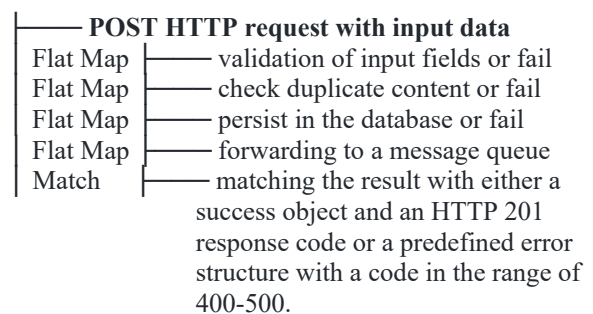 POST HTTP request with input data
Flat Map validation of input fields or fail
Flat Map check duplicate content or fail
Flat Map persist in the database or fail
Flat Map forwarding to a message queue
Match matching the result with either a
success object and an HTTP 201
response code or a predefined error
structure with a code in the range of
400-500.